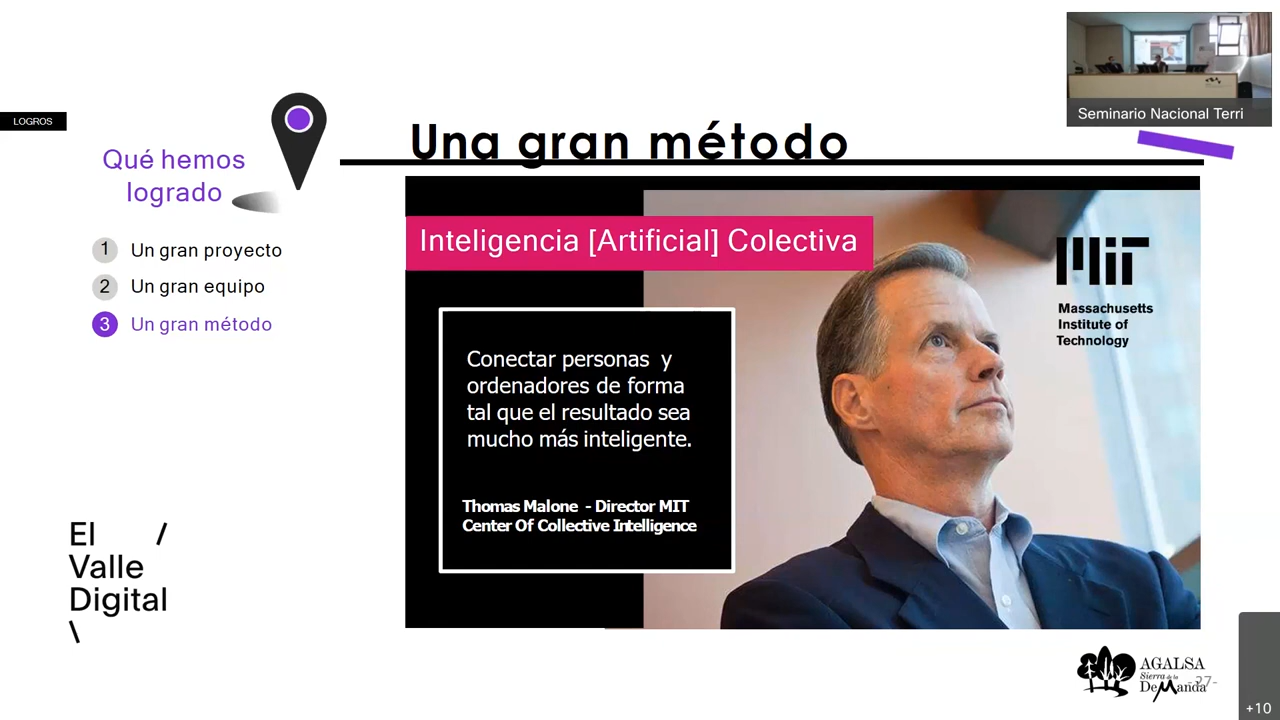 LOGROS
Qué hemos
logrado
1 Un gran proyecto
2 Un gran equipo
3 Un gran método
El /
Valle
Digital
\
Una gran método
Inteligencia [Artificial] Colectiva
Conectar personas y
ordenadores de forma
tal que el resultado sea
mucho más inteligente.
Thomas Malone - Director MIT
Center Of Collective Intelligence
MiT
Massachusetts
Institute of
Technology
Seminario Nacional Terri
AGALSA
Sierra de la
DeManda
-27-
+10